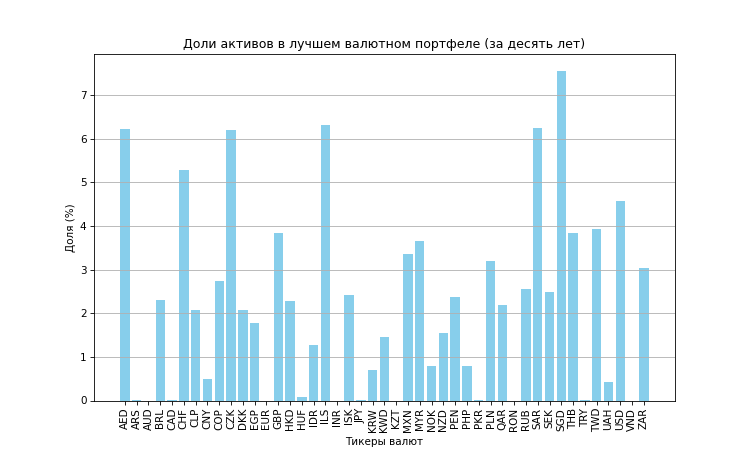 Доли активов в лучшем валютном портфеле (за десять лет)
Доля (%)
7
6
5
4
3
2
1
0
AED ARS AUD BRL CAD CHF CLP CNY COP CZK DKK EGP EUR GBP HKD HUF IDR ILS INR ISK JPY KRW KWD KZT MXN MYR NOK NZD PEN PHP PKR PLN QAR RON RUB SAR SEK SGD THB TRY TWD UAH USD VND ZAR
Тикеры валют